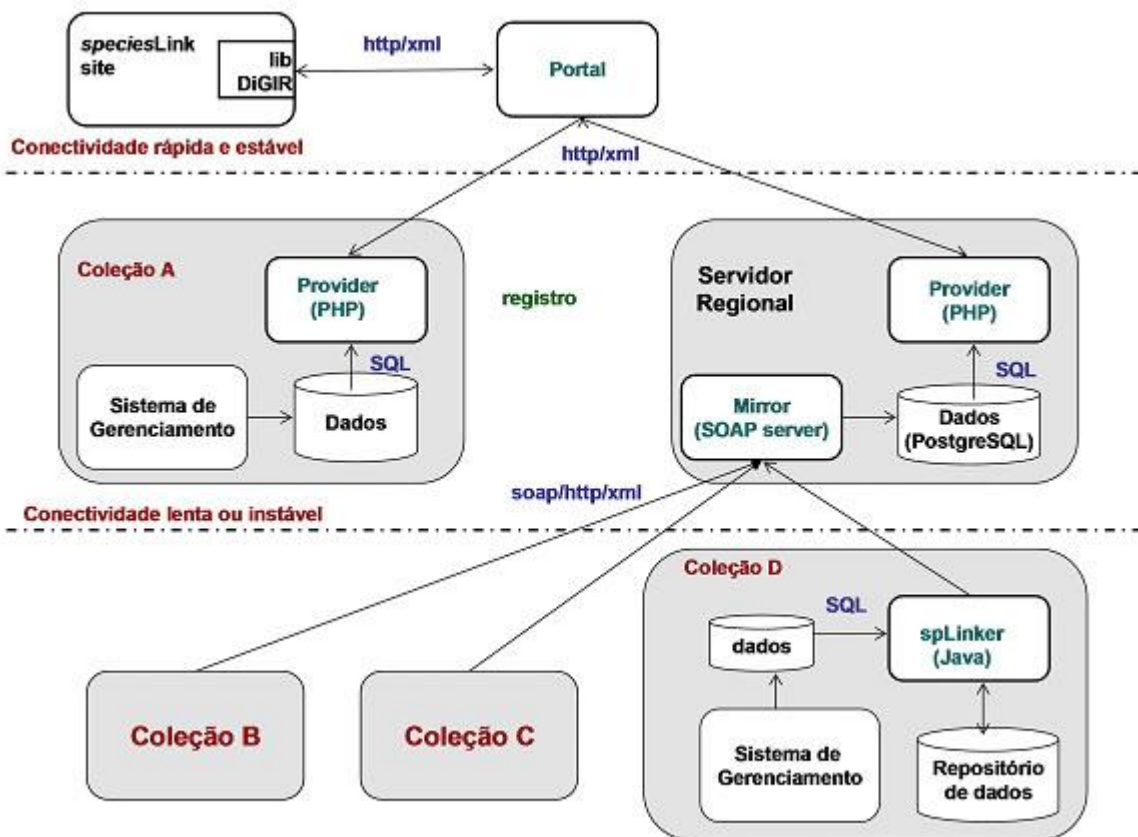 speciesLink
site
lib
DiGIR
http/xml
Portal
Conectividade rápida e estável
http/xml
Coleção A
Provider
(PHP)
SQL
Sistema de
Gerenciamento
Dados
registro
Servidor
Regional
Provider
(PHP)
SQL
Mirror
(SOAP server)
Dados
(PostgreSQL)
soap/http/xml
Conectividade lenta ou instável
Coleção B
Coleção C
Coleção D
SQL
dados
spLinker
(Java)
Sistema de
Gerenciamento
Repositório
de dados